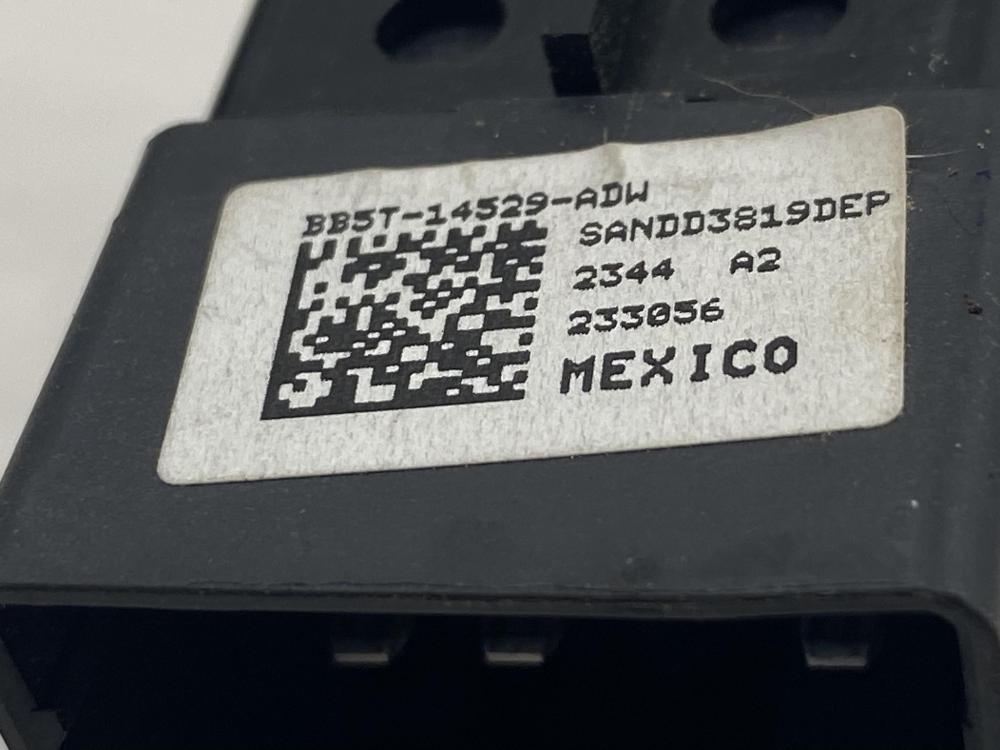 BB5T-14529-ADW
SANDD3819DEP
2344 A2
233056
MEXICO